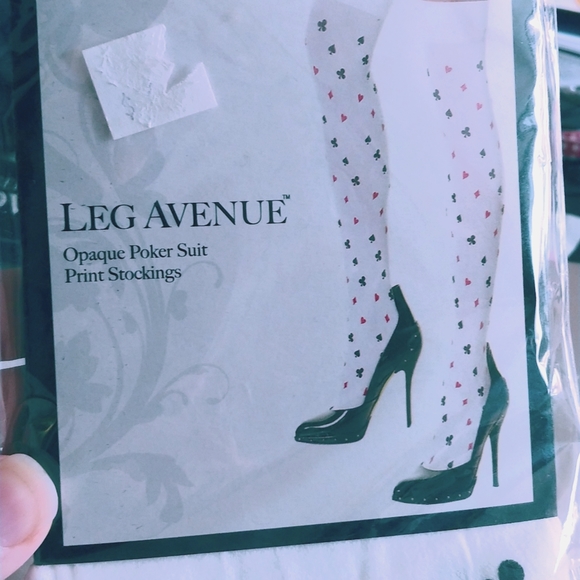 LEG AVENUE™
Opaque Poker Suit
Print Stockings